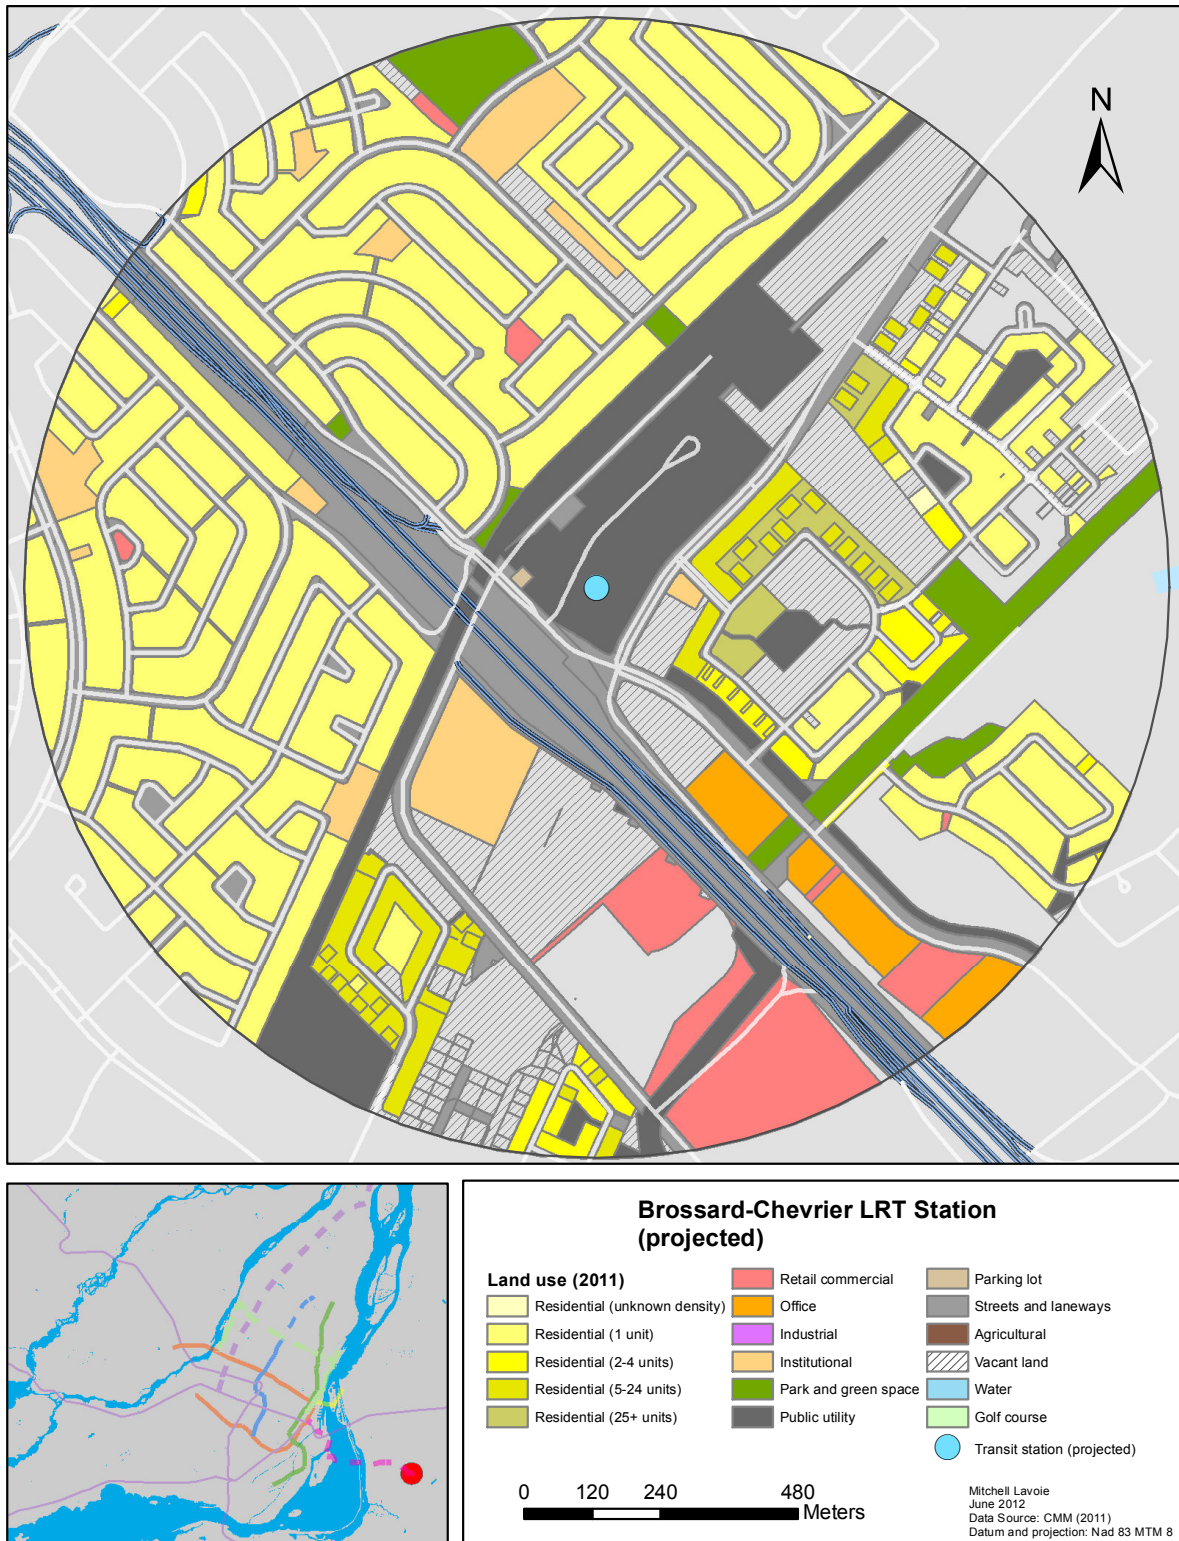 N
Brossard-Chevrier LRT Station
(projected)
Land use (2011)
Residential (unknown density)
Residential (1 unit)
Residential (2-4 units)
Residential (5-24 units)
Residential (25+ units)
Retail commercial
Office
Industrial
Institutional
Park and green space
Public utility
Parking lot
Streets and laneways
Agricultural
Vacant land
Water
Golf course
Transit station (projected)
0 120 240 480
Meters
Mitchell Lavoie
June 2012
Data Source: CMM (2011)
Datum and projection: Nad 83 MTM 8